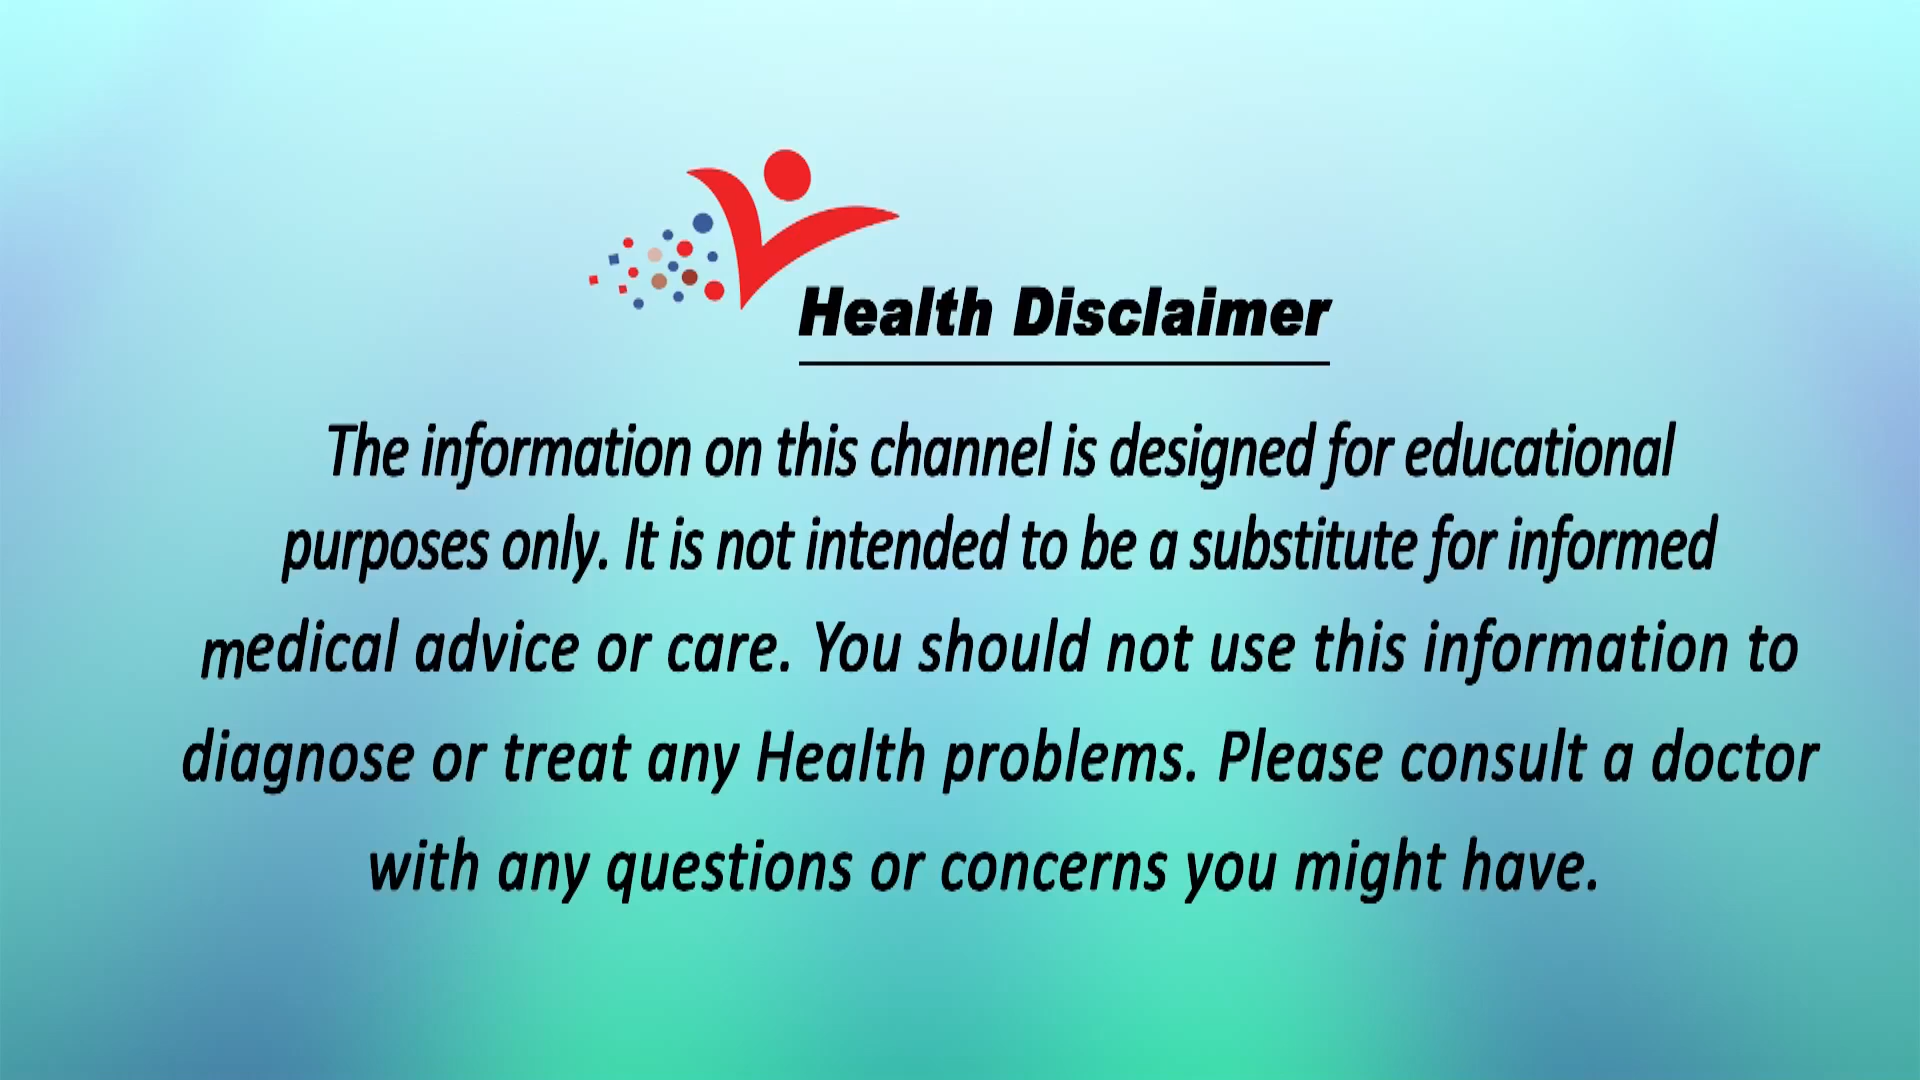 Health Disclaimer
The information on this channel is designed for educational
purposes only. It is not intended to be a substitute for informed
medical advice or care. You should not use this information to
diagnose or treat any Health problems. Please consult a doctor
with any questions or concerns you might have.